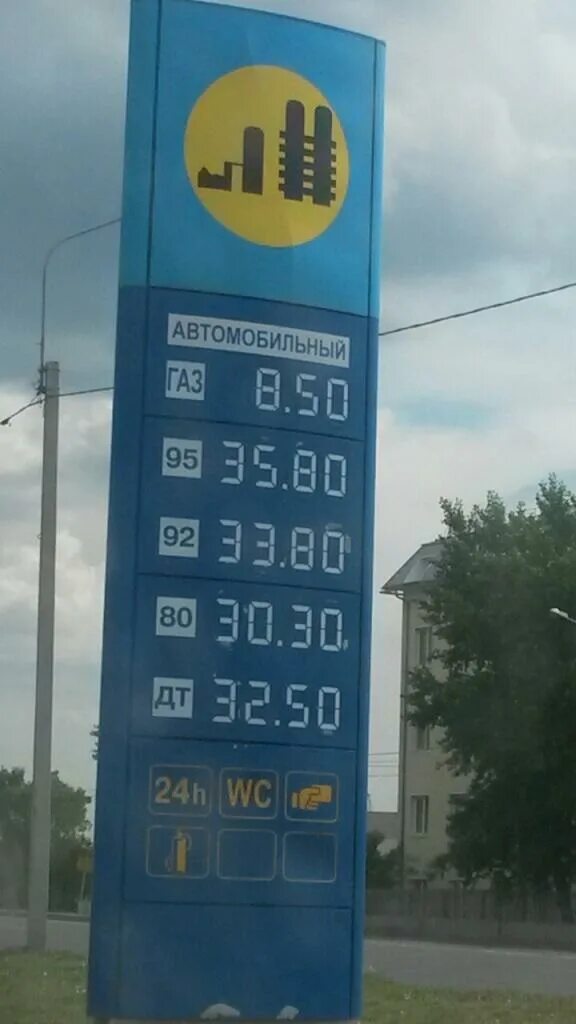 АВТОМОБИЛЬНЫЙ
ГАЗ 8.50
95 35.80
92 33.80
80 30.30
ДТ 32.50
24h WC